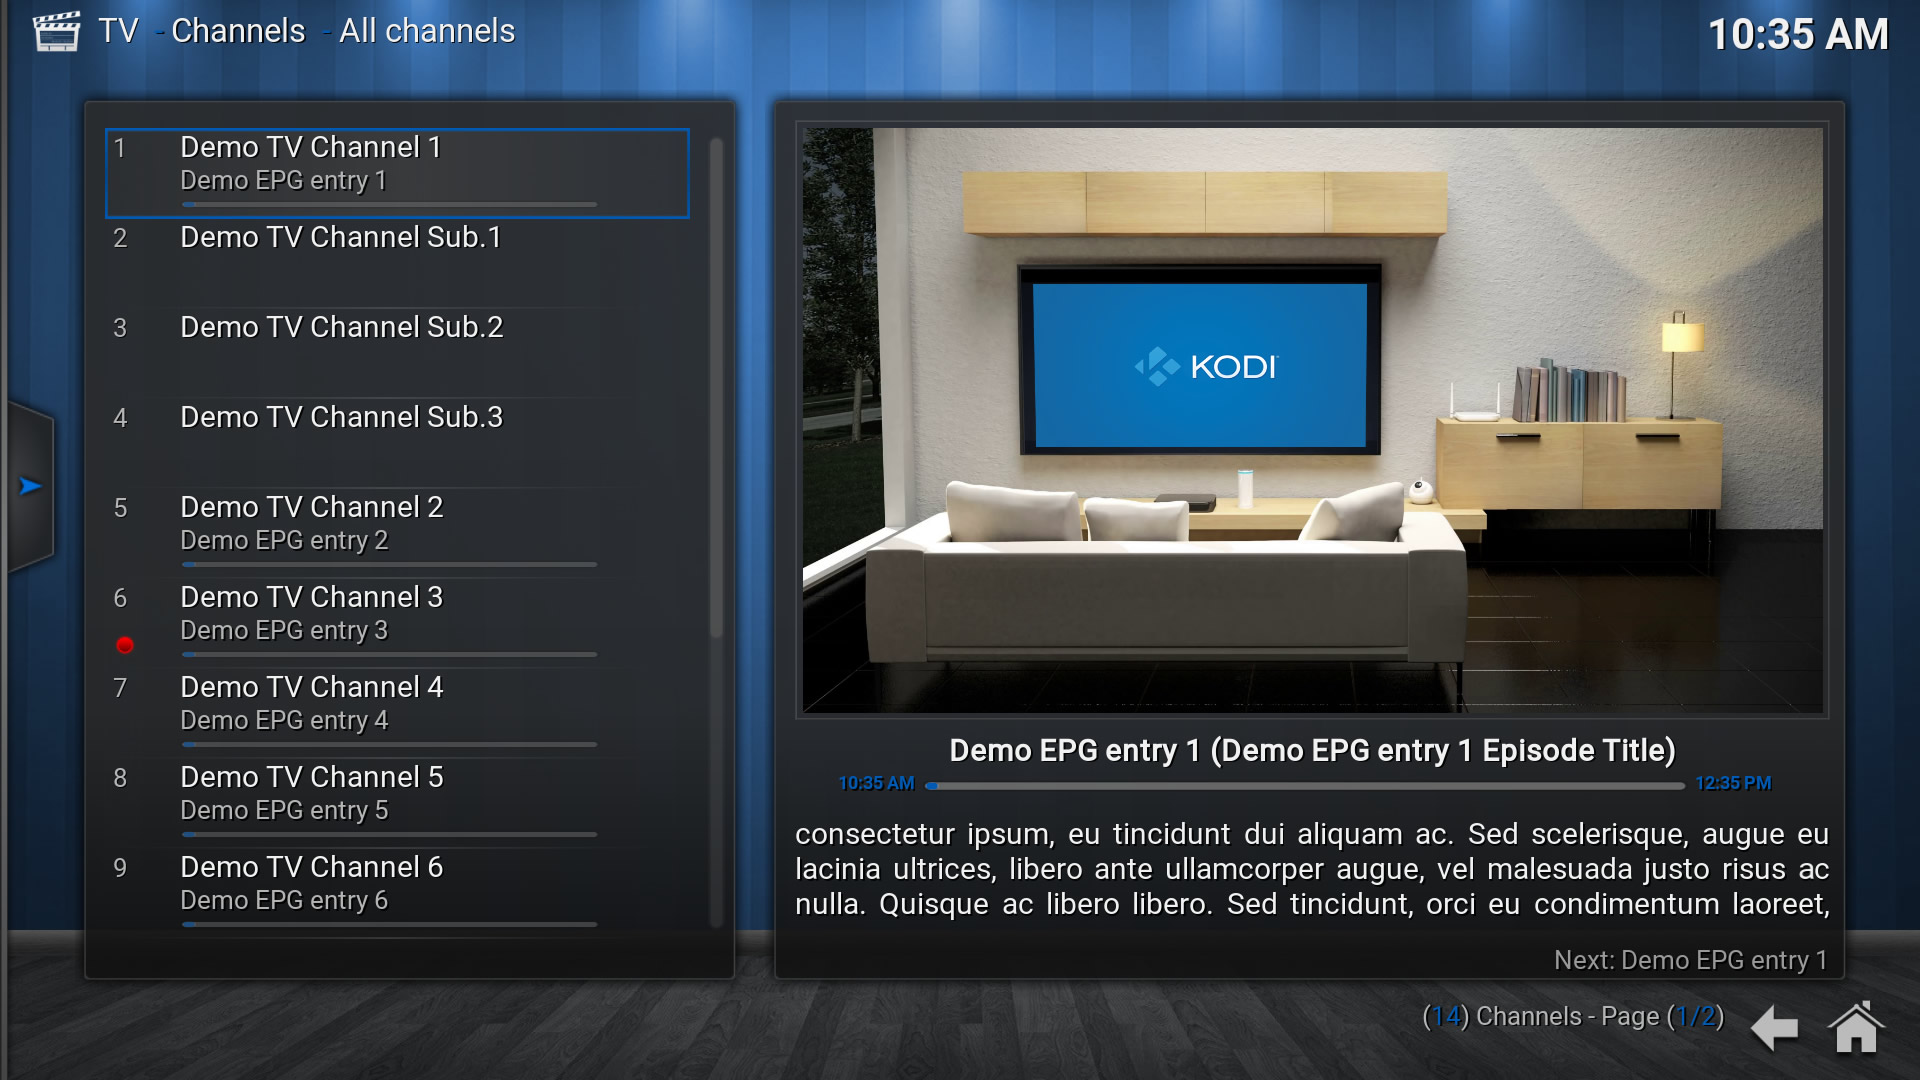 TV - Channels - All channels
10:35 AM
1 Demo TV Channel 1
Demo EPG entry 1
2 Demo TV Channel Sub.1
3 Demo TV Channel Sub.2
4 Demo TV Channel Sub.3
5 Demo TV Channel 2
Demo EPG entry 2
6 Demo TV Channel 3
Demo EPG entry 3
7 Demo TV Channel 4
Demo EPG entry 4
8 Demo TV Channel 5
Demo EPG entry 5
9 Demo TV Channel 6
Demo EPG entry 6
KODI
Demo EPG entry 1 (Demo EPG entry 1 Episode Title)
10:35 AM 12:35 PM
consectetur ipsum, eu tincidunt dui aliquam ac. Sed scelerisque, augue eu
lacinia ultrices, libero ante ullamcorper augue, vel malesuada justo risus ac
nulla. Quisque ac libero libero. Sed tincidunt, orci eu condimentum laoreet,
Next: Demo EPG entry 1
(14) Channels - Page (1/2)